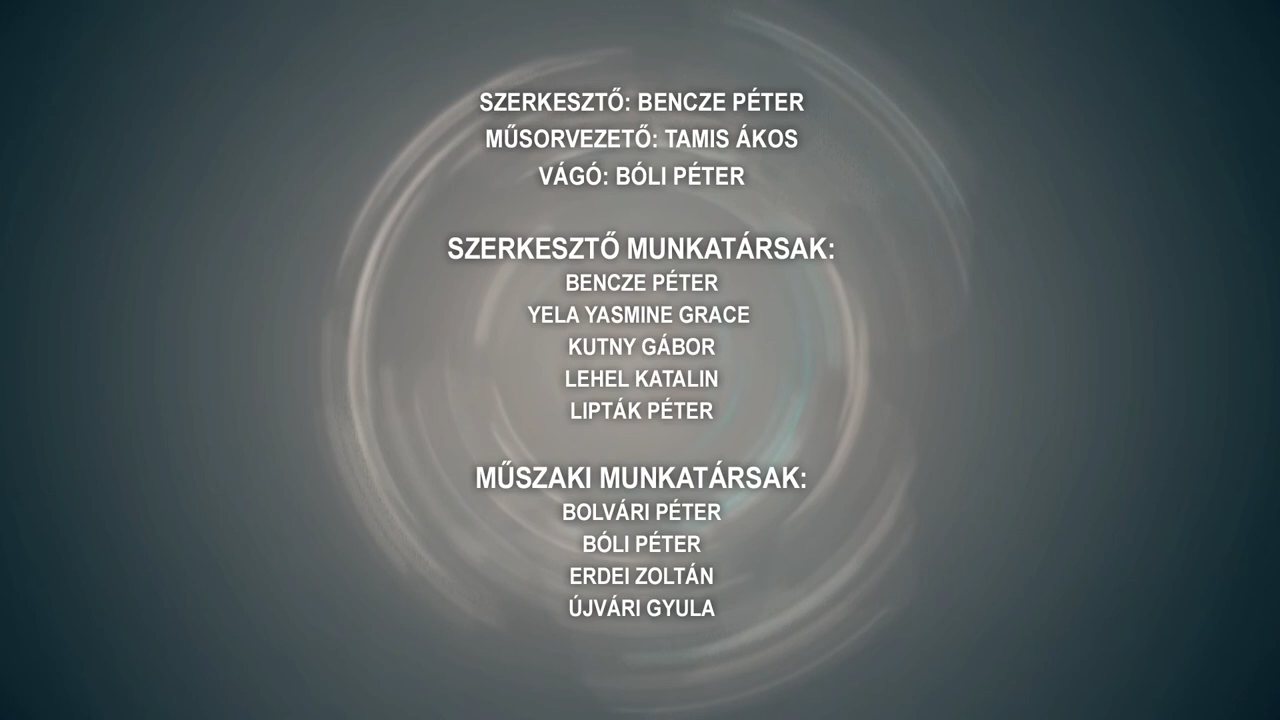 SZERKESZTŐ: BENCZE PÉTER
MŰSORVEZETŐ: TAMIS ÁKOS
VÁGÓ: BÓLI PÉTER
SZERKESZTŐ MUNKATÁRSAK:
BENCZE PÉTER
YELA YASMINE GRACE
KUTNY GÁBOR
LEHEL KATALIN
LIPTÁK PÉTER
MŰSZAKI MUNKATÁRSAK:
BOLVÁRI PÉTER
BÓLI PÉTER
ERDEI ZOLTÁN
ÚJVÁRI GYULA